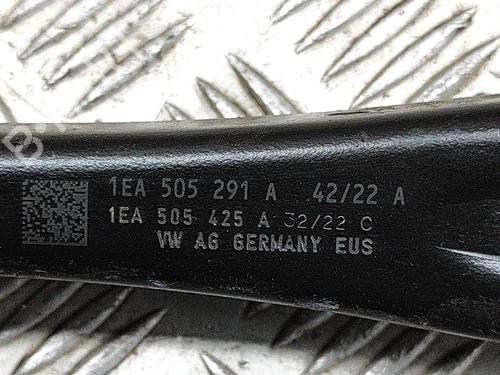 1EA 505 291 A 42/22 A
1EA 505 425 A 32/22 C
VW AG GERMANY EUS